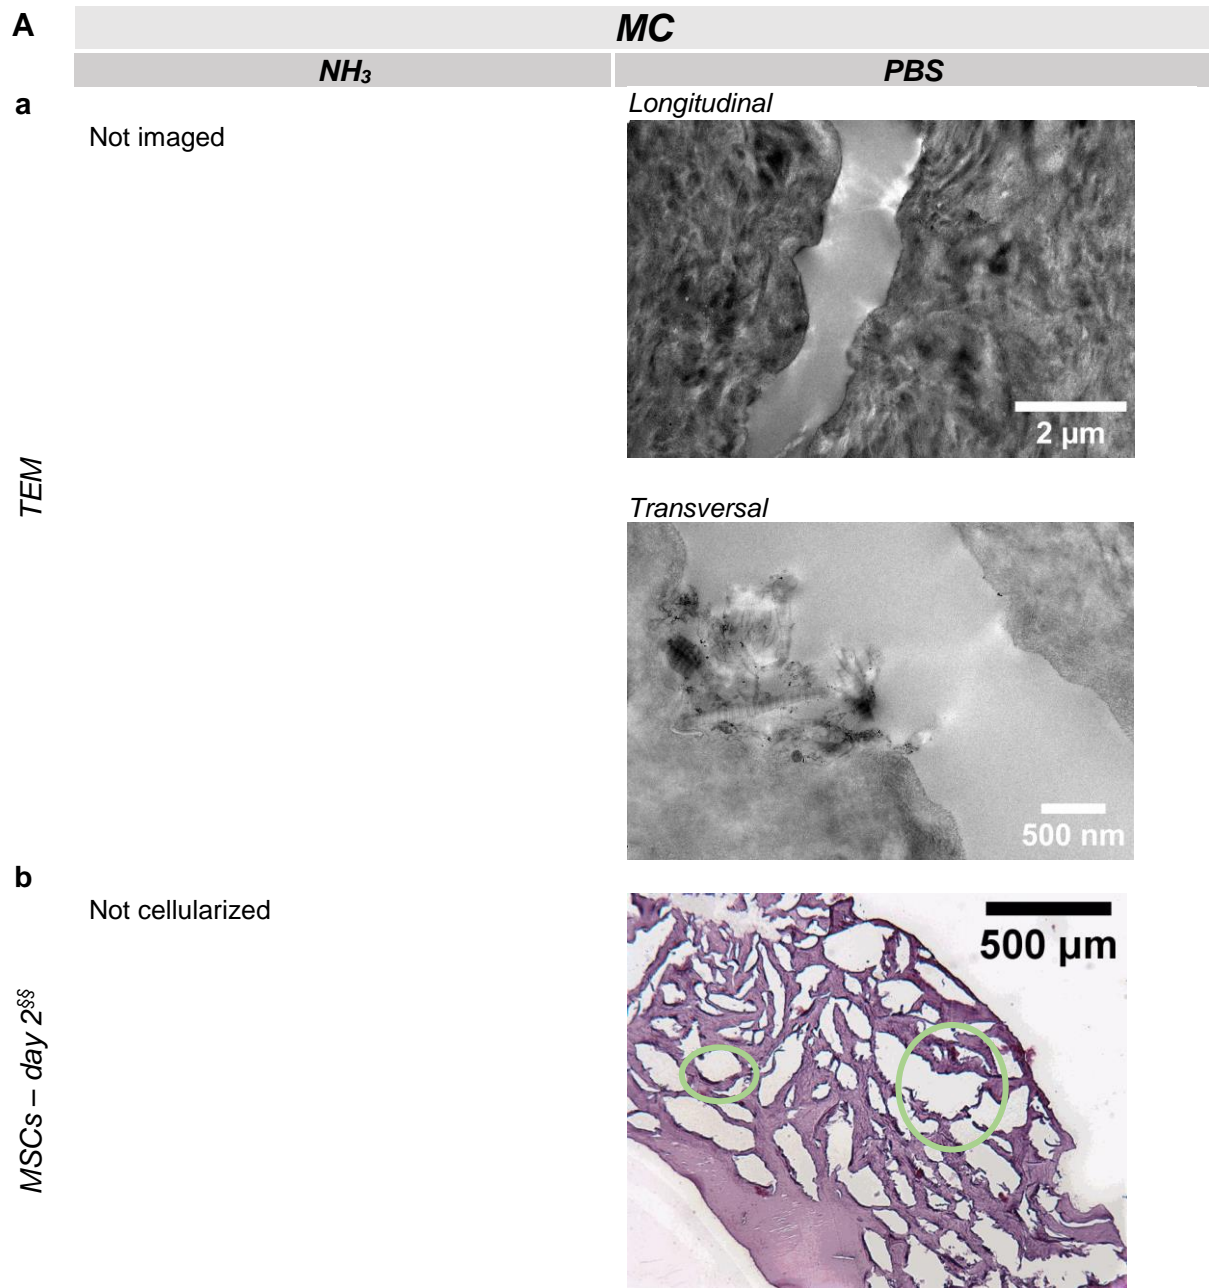 A
MC
NH₃
PBS
a
Not imaged
Longitudinal
2 µm
TEM
Transversal
500 nm
b
Not cellularized
500 µm
MSCs – day 2§§